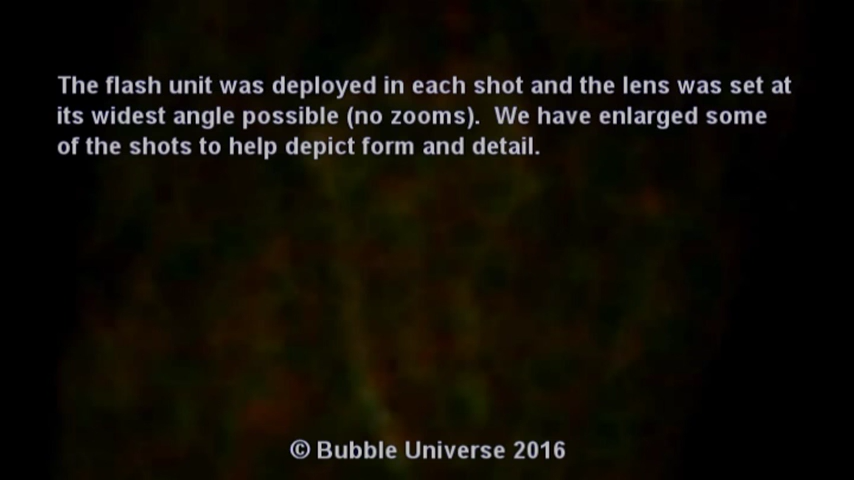 The flash unit was deployed in each shot and the lens was set at
its widest angle possible (no zooms).  We have enlarged some
of the shots to help depict form and detail.
© Bubble Universe 2016